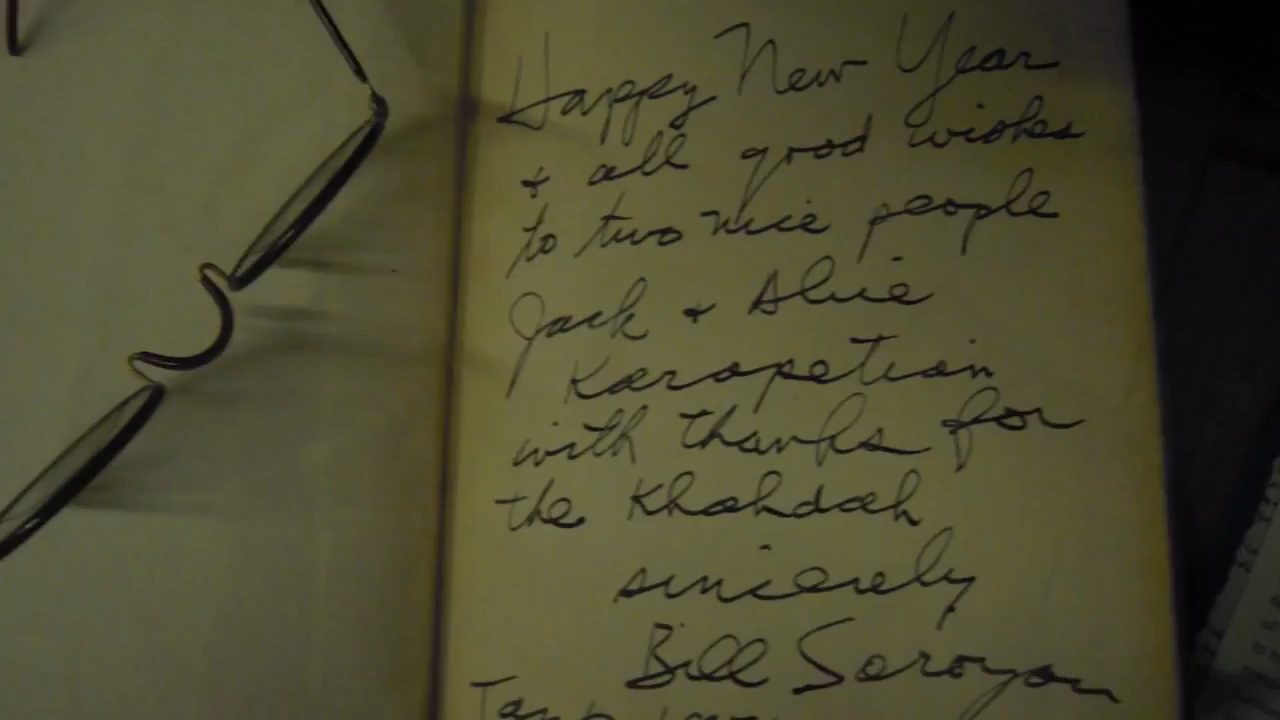 Happy New Year
+ all good wishes
to two nice people
Jack + Alice
Karapetian
with thanks for
the Khahdah
sincerely
Bill Saroyan